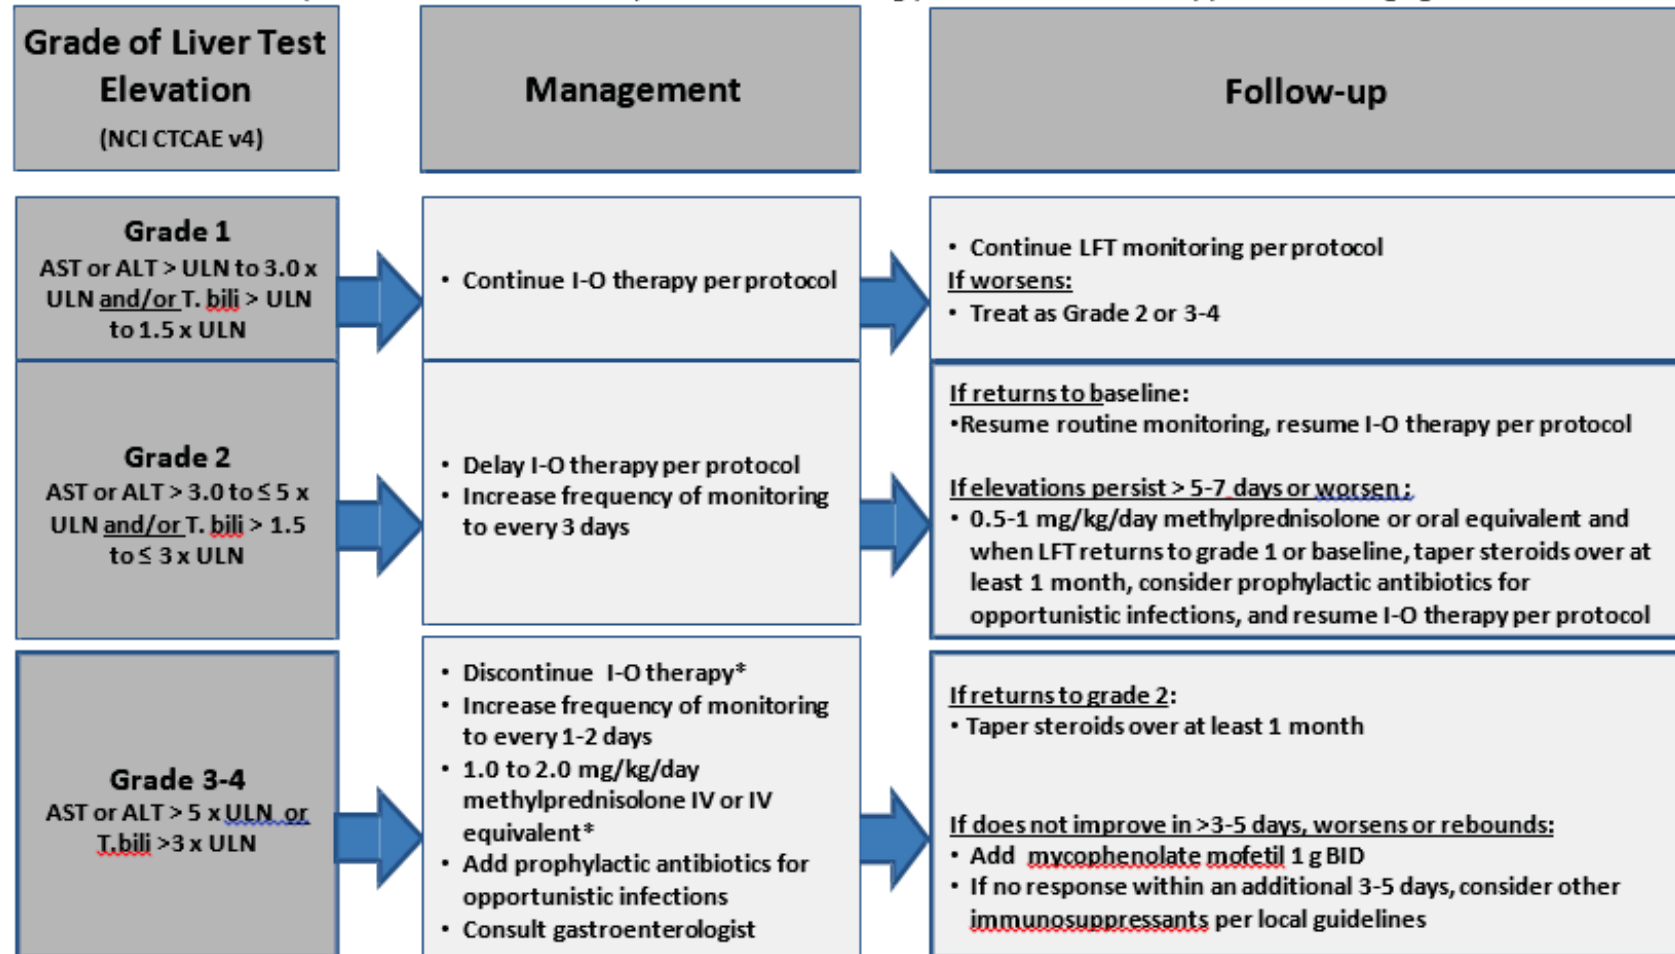 Grade of Liver Test
Elevation
(NCI CTCAE v4)
Management
Follow-up
Grade 1
AST or ALT > ULN to 3.0 x
ULN and/or T. bili > ULN
to 1.5 x ULN
• Continue I-O therapy per protocol
• Continue LFT monitoring per protocol
If worsens:
• Treat as Grade 2 or 3-4
Grade 2
AST or ALT > 3.0 to ≤ 5 x
ULN and/or T. bili > 1.5
to ≤ 3 x ULN
• Delay I-O therapy per protocol
• Increase frequency of monitoring
to every 3 days
If returns to baseline:
•Resume routine monitoring, resume I-O therapy per protocol
If elevations persist > 5-7 days or worsen :
• 0.5-1 mg/kg/day methylprednisolone or oral equivalent and
when LFT returns to grade 1 or baseline, taper steroids over at
least 1 month, consider prophylactic antibiotics for
opportunistic infections, and resume I-O therapy per protocol
Grade 3-4
AST or ALT > 5 x ULN or
T.bili >3 x ULN
• Discontinue I-O therapy*
• Increase frequency of monitoring
to every 1-2 days
• 1.0 to 2.0 mg/kg/day
methylprednisolone IV or IV
equivalent*
• Add prophylactic antibiotics for
opportunistic infections
• Consult gastroenterologist
If returns to grade 2:
• Taper steroids over at least 1 month
If does not improve in >3-5 days, worsens or rebounds:
• Add mycophenolate mofetil 1 g BID
• If no response within an additional 3-5 days, consider other
immunosuppressants per local guidelines